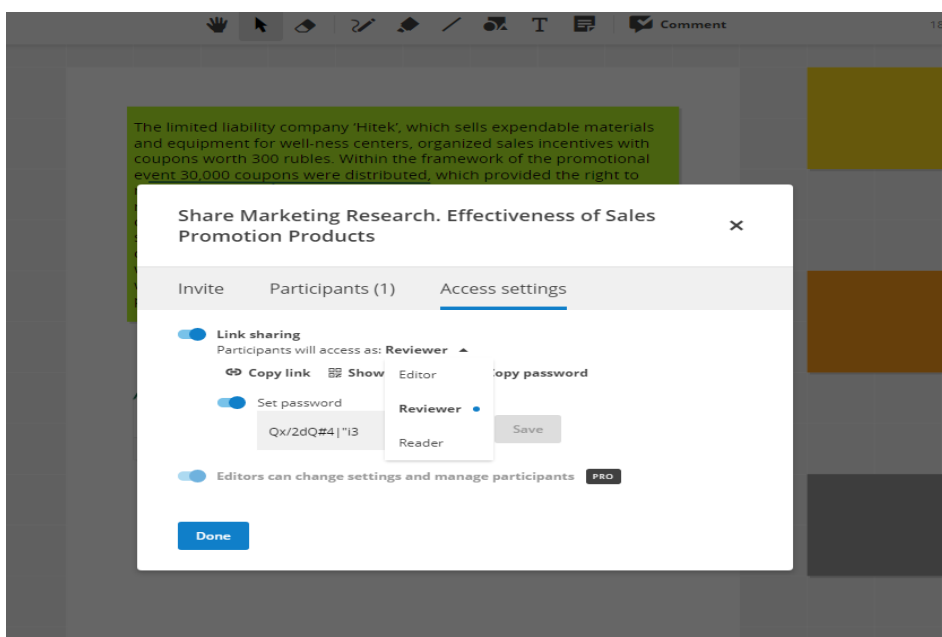 T
Comment
18
The limited liability company ‘Hitek’, which sells expendable materials
and equipment for well-ness centers, organized sales incentives with
coupons worth 300 rubles. Within the framework of the promotional
event 30,000 coupons were distributed, which provided the right to
Share Marketing Research. Effectiveness of Sales
Promotion Products
Invite Participants (1) Access settings
Link sharing
Participants will access as: Reviewer
Copy link Show opy password
Editor
Set password
Reviewer
Qx/2dQ#4|"i3 Save
Reader
Editors can change settings and manage participants PRO
Done